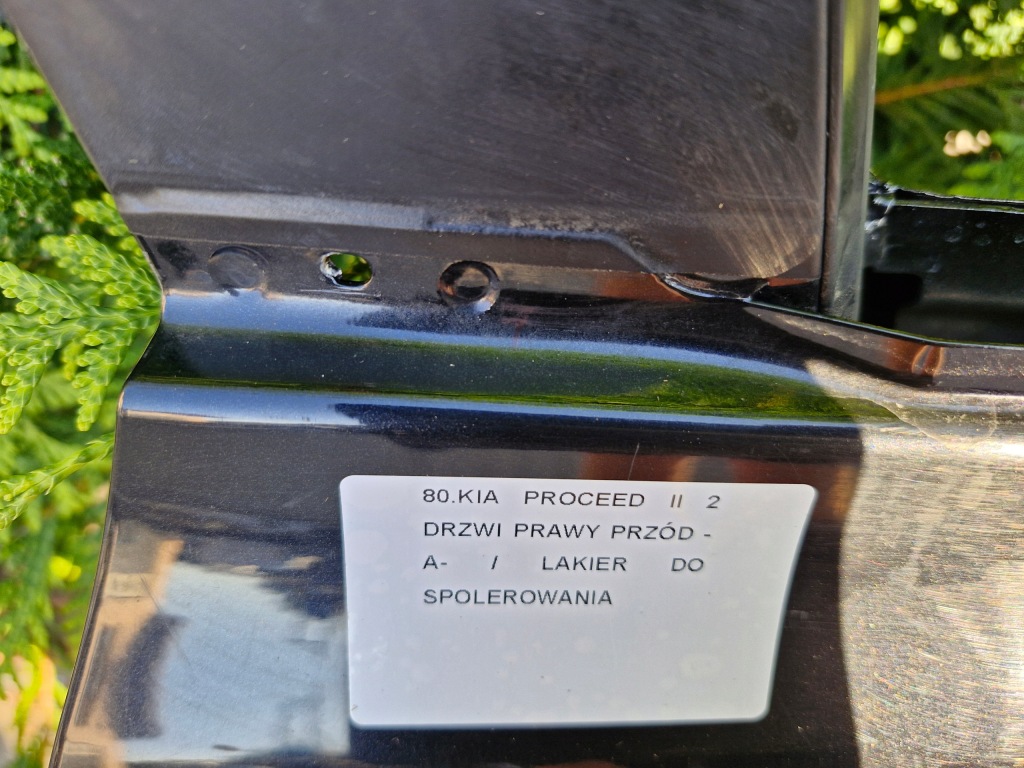 80.KIA PROCEED II 2
DRZWI PRAWY PRZÓD -
A- / LAKIER DO
SPOLEROWANIA